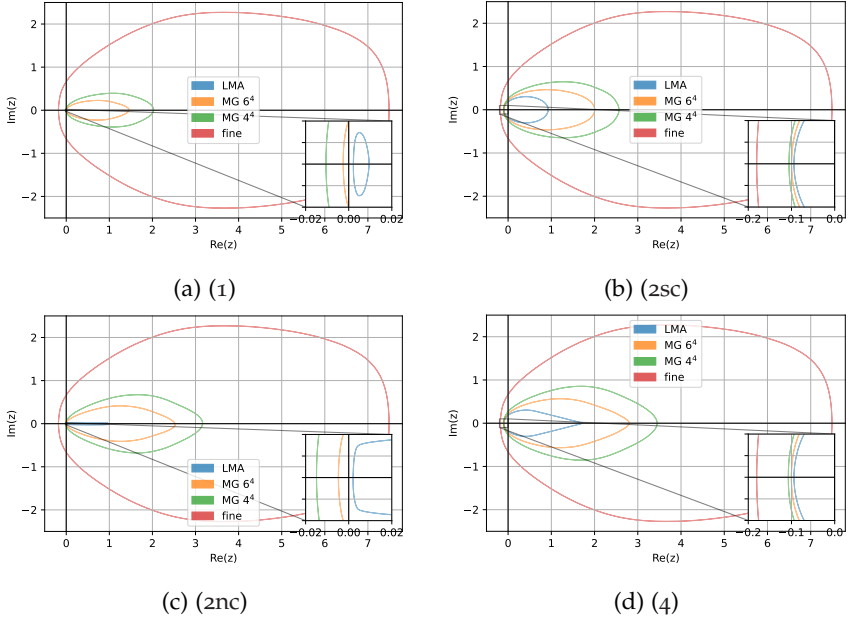 2
1
0
−1
−2
Im(z)
LMA
MG 6⁴
MG 4⁴
fine
−0.02 0.00 0.02
0 1 2 3 4 5 6 7
Re(z)
(a) (1)
2
1
0
−1
−2
Im(z)
LMA
MG 6⁴
MG 4⁴
fine
−0.2 −0.1 0.0
0 1 2 3 4 5 6 7
Re(z)
(b) (2sc)
2
1
0
−1
−2
Im(z)
LMA
MG 6⁴
MG 4⁴
fine
−0.02 0.00 0.02
0 1 2 3 4 5 6 7
Re(z)
(c) (2nc)
2
1
0
−1
−2
Im(z)
LMA
MG 6⁴
MG 4⁴
fine
−0.2 −0.1 0.0
0 1 2 3 4 5 6 7
Re(z)
(d) (4)